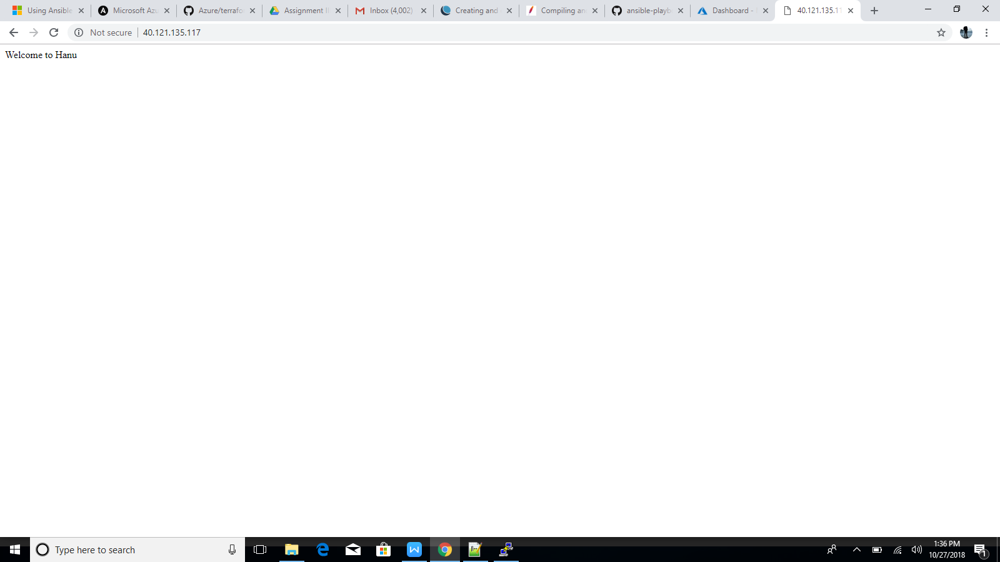 Using Ansible
Microsoft Azu
Azure/terrafo
Assignment II
Inbox (4,002)
Creating and
Compiling an
ansible-playb
Dashboard -
40.121.135.11
Not secure
40.121.135.117
Welcome to Hanu
Type here to search
1:36 PM
10/27/2018
1